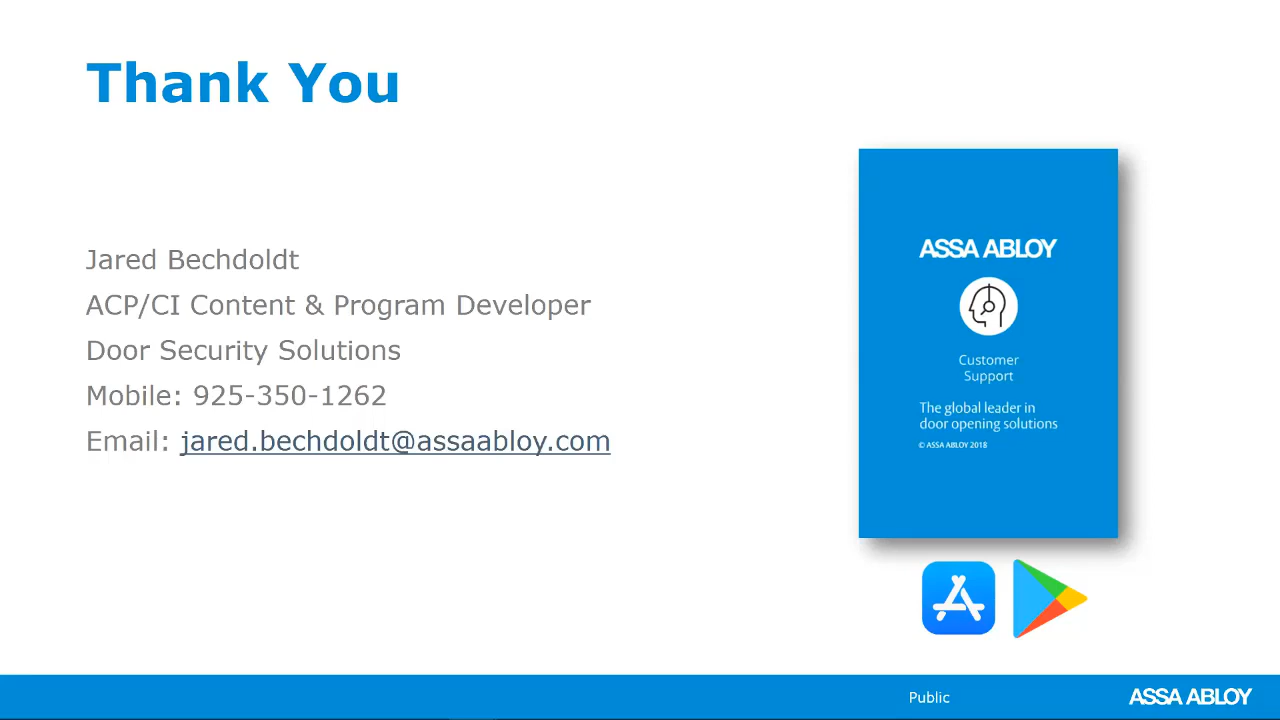 Thank You
Jared Bechdoldt
ACP/CI Content & Program Developer
Door Security Solutions
Mobile: 925-350-1262
Email: jared.bechdoldt@assaabloy.com
ASSA ABLOY
Customer
Support
The global leader in
door opening solutions
© ASSA ABLOY 2018
Public
ASSA ABLOY